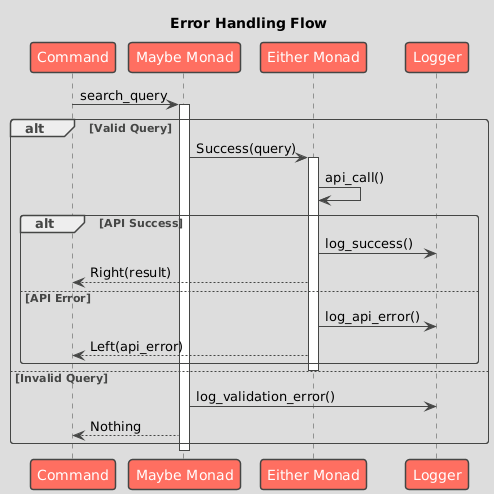 Error Handling Flow
Command Maybe Monad Either Monad Logger
search_query
alt [Valid Query]
Success(query)
api_call()
alt [API Success]
log_success()
Right(result)
[API Error]
log_api_error()
Left(api_error)
[Invalid Query]
log_validation_error()
Nothing
Command Maybe Monad Either Monad Logger